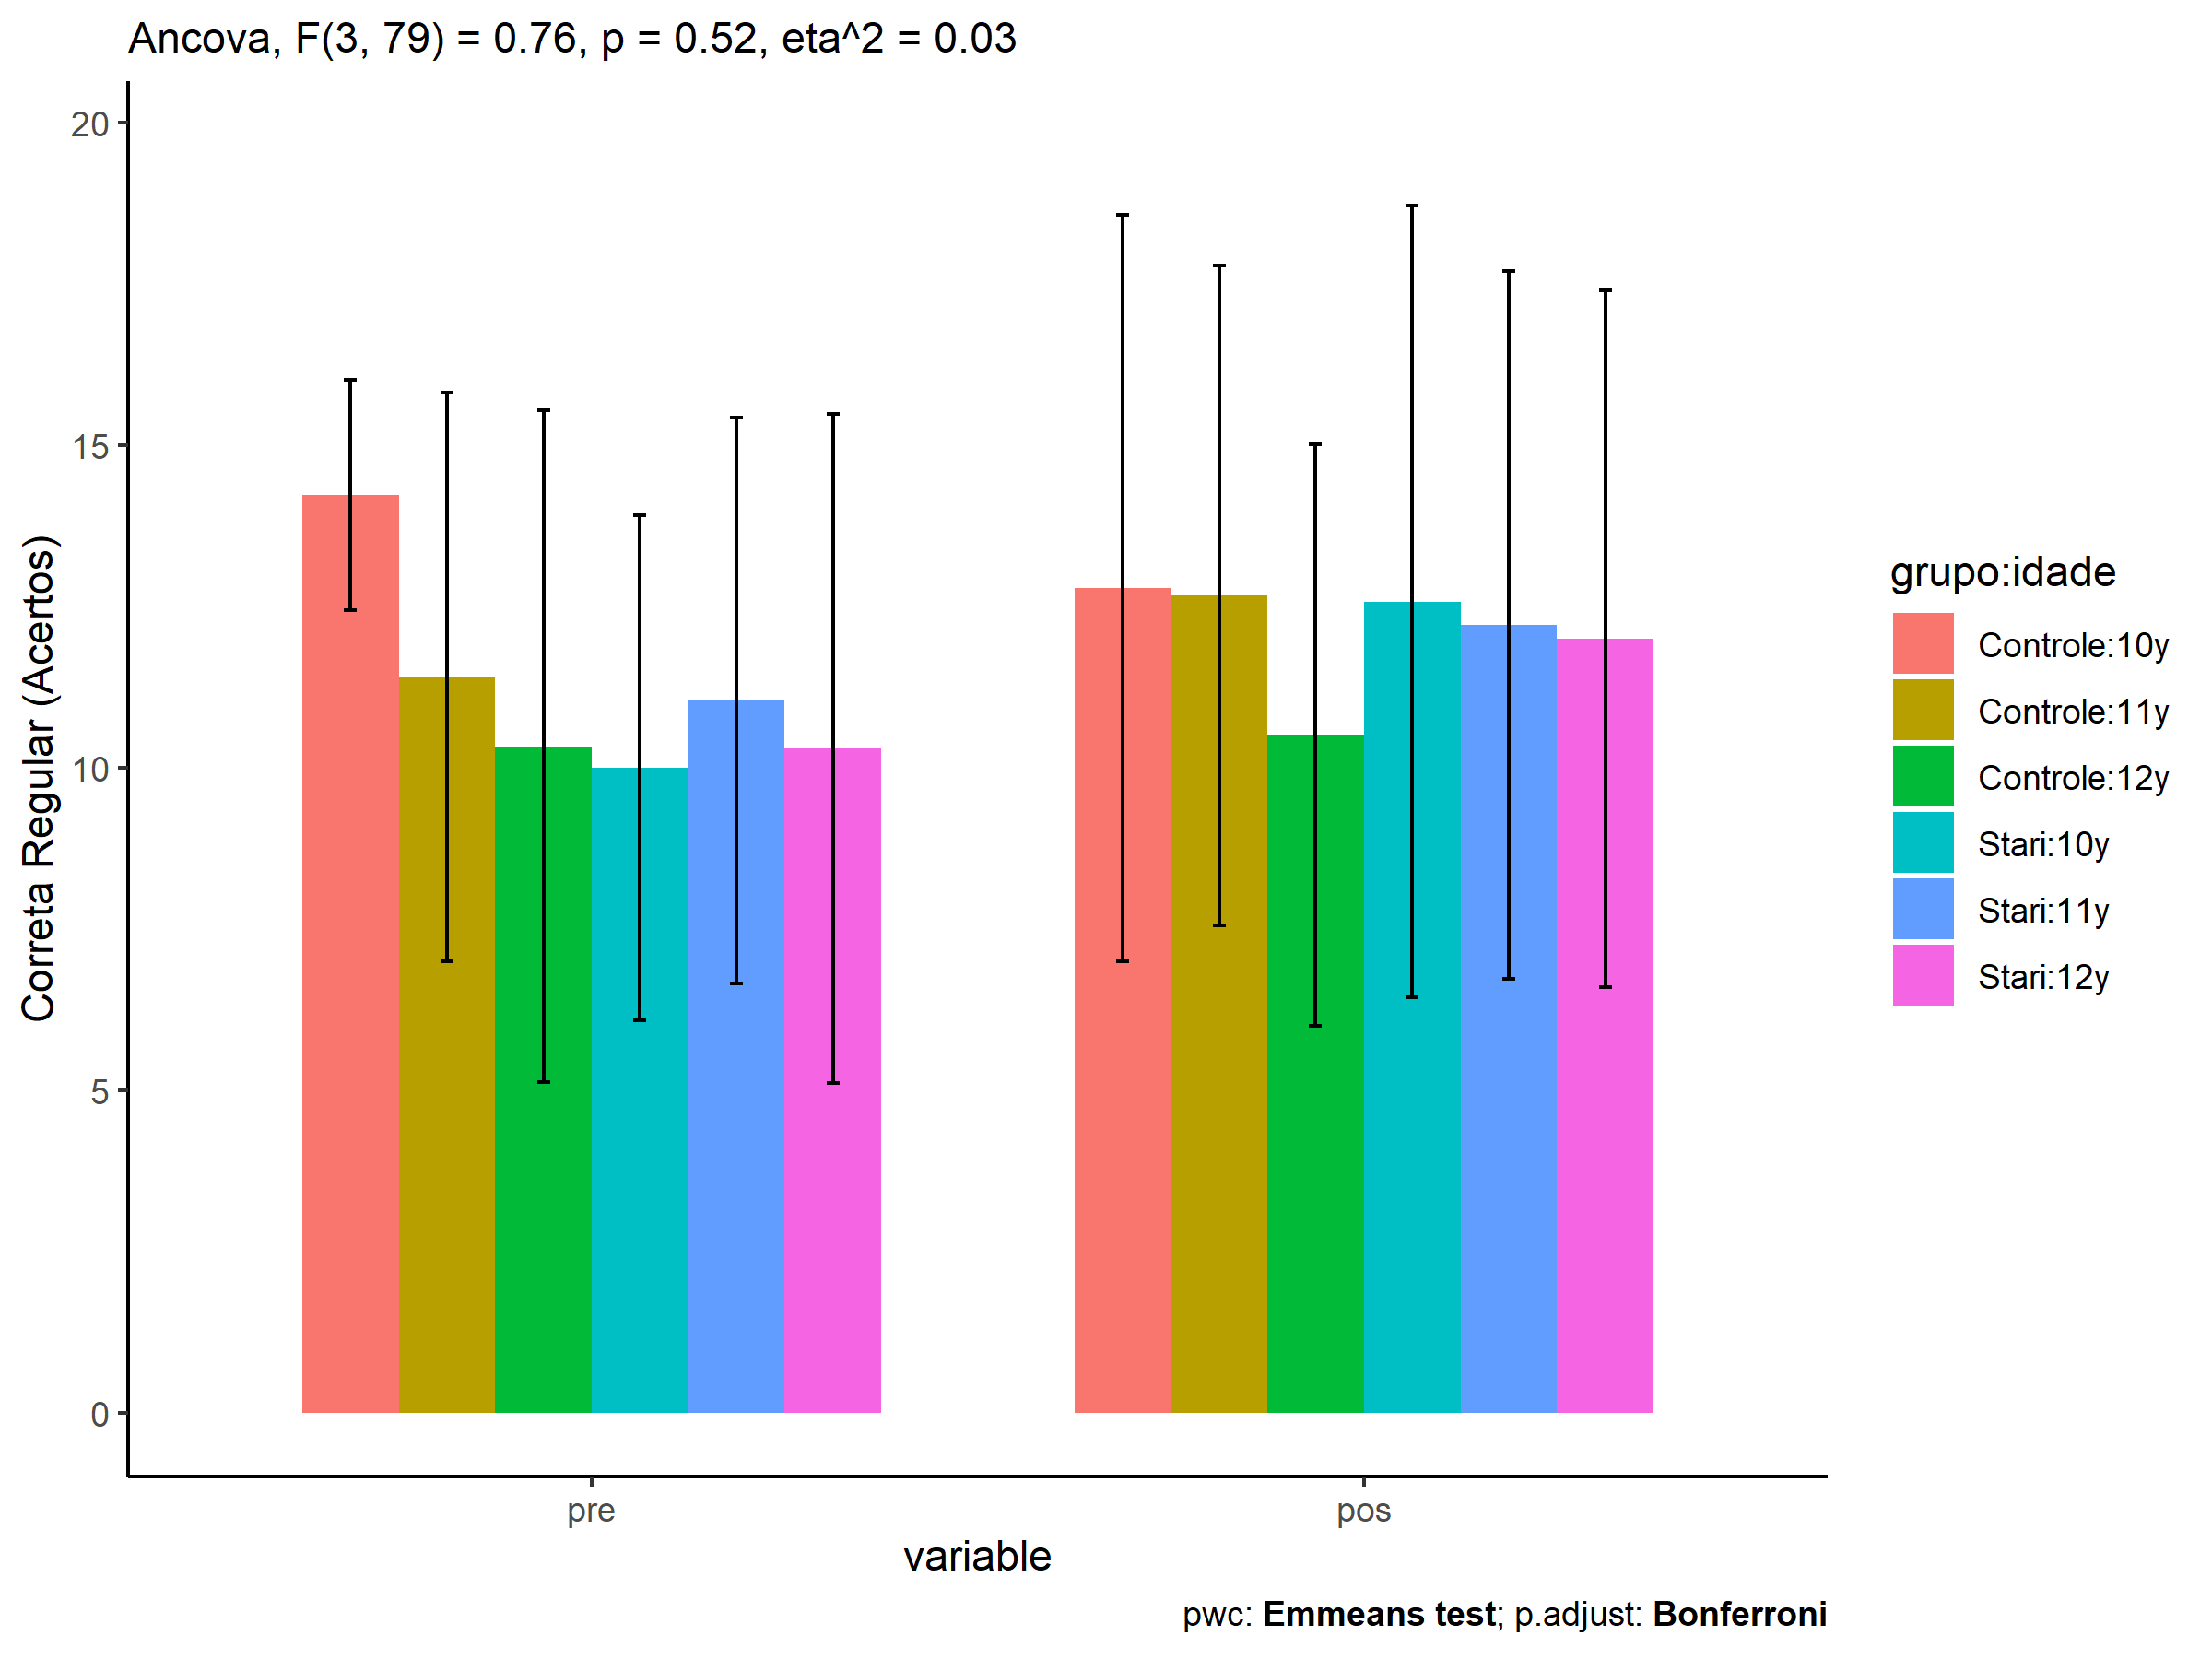 Ancova, F(3, 79) = 0.76, p = 0.52, eta^2 = 0.03
Correta Regular (Acertos)
20
15
10
5
0
pre
pos
variable
grupo:idade
Controle:10y
Controle:11y
Controle:12y
Stari:10y
Stari:11y
Stari:12y
pwc: Emmeans test; p.adjust: Bonferroni